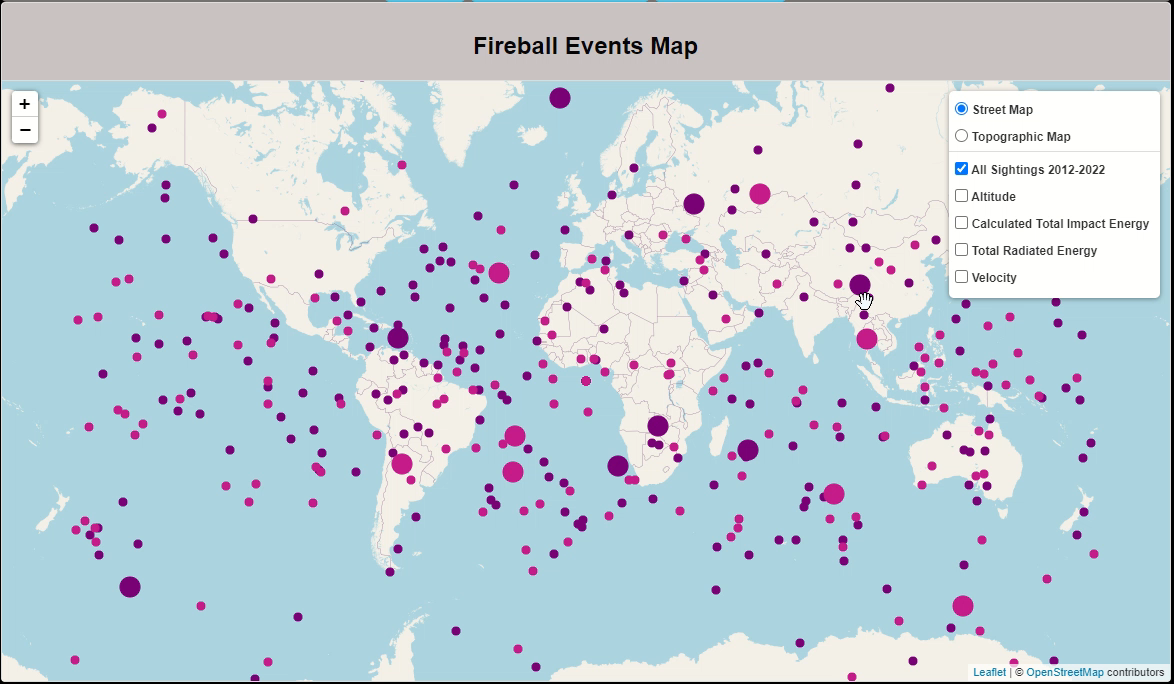 Fireball Events Map
+
−
Street Map
Topographic Map
All Sightings 2012-2022
Altitude
Calculated Total Impact Energy
Total Radiated Energy
Velocity
Leaflet | © OpenStreetMap contributors